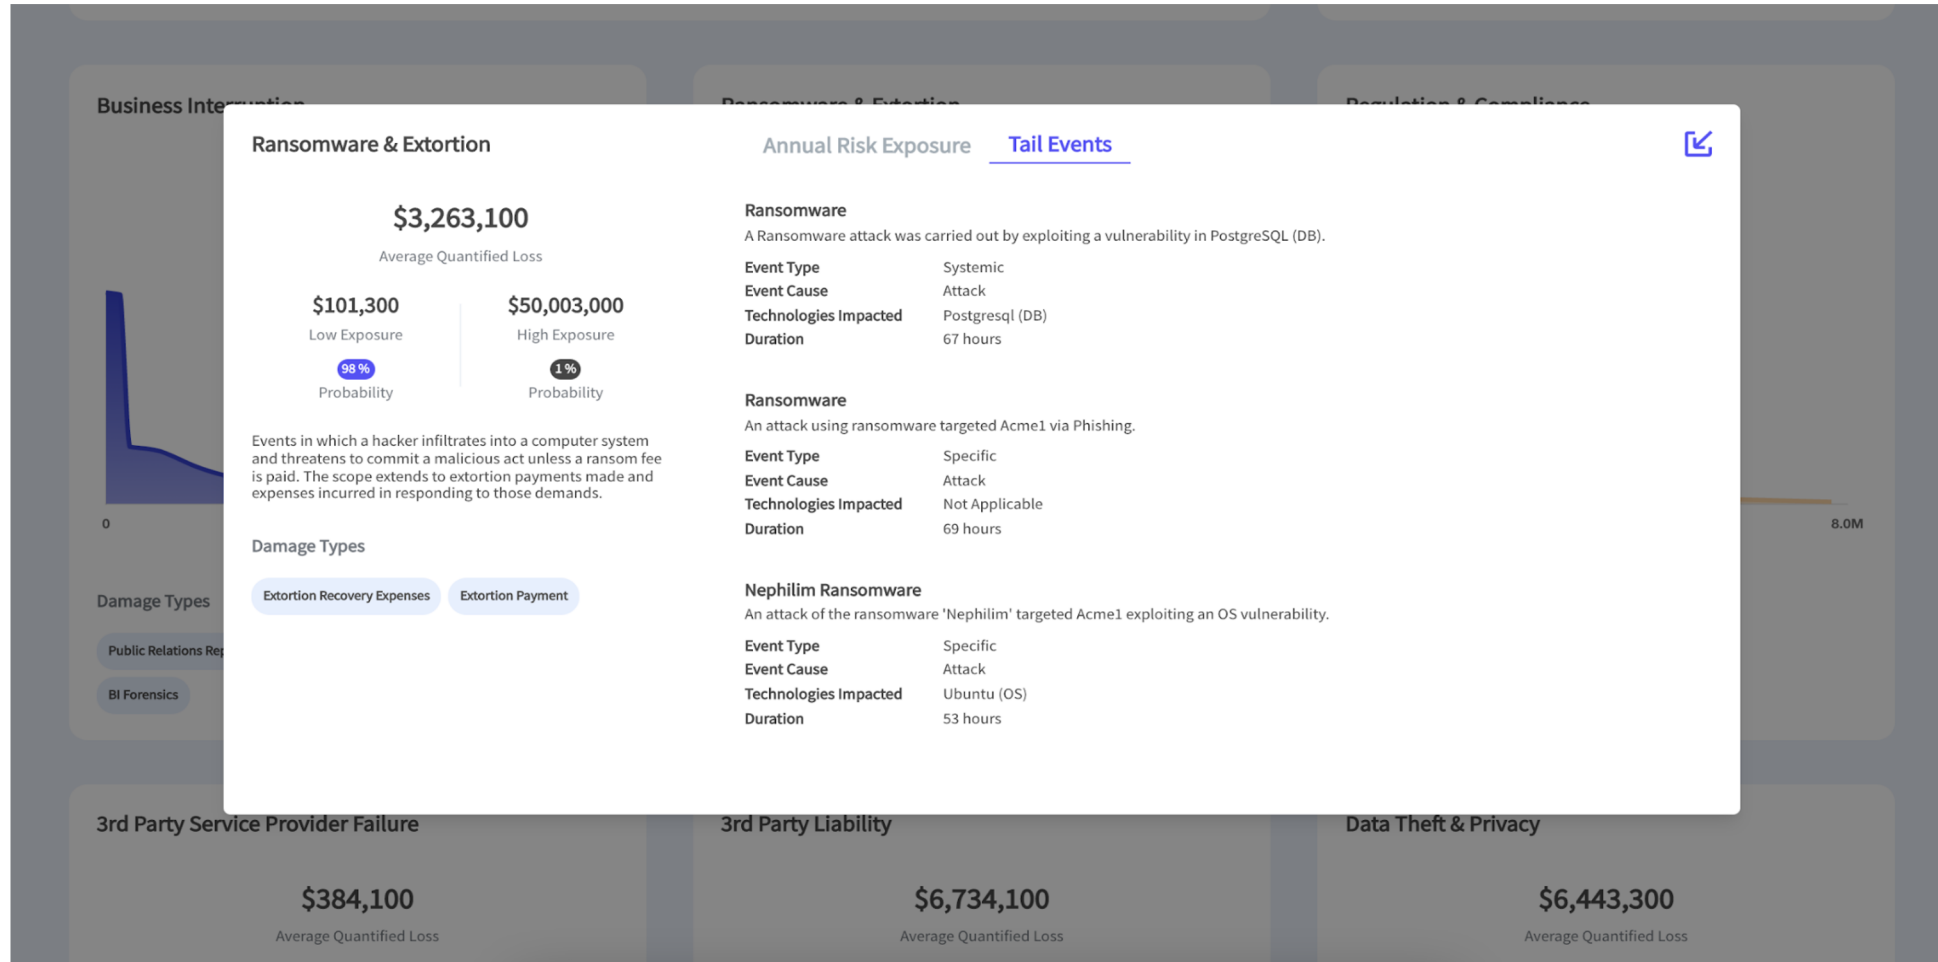 Business Interruption
Ransomware & Extortion
Regulation & Compliance
Ransomware & Extortion
$3,263,100
Average Quantified Loss
$101,300
Low Exposure
98 %
Probability
$50,003,000
High Exposure
1 %
Probability
Events in which a hacker infiltrates into a computer system
and threatens to commit a malicious act unless a ransom fee
is paid. The scope extends to extortion payments made and
expenses incurred in responding to those demands.
Damage Types
Extortion Recovery Expenses
Extortion Payment
Annual Risk Exposure
Tail Events
Ransomware
A Ransomware attack was carried out by exploiting a vulnerability in PostgreSQL (DB).
Event Type Systemic
Event Cause Attack
Technologies Impacted Postgresql (DB)
Duration 67 hours
Ransomware
An attack using ransomware targeted Acme1 via Phishing.
Event Type Specific
Event Cause Attack
Technologies Impacted Not Applicable
Duration 69 hours
Nephilim Ransomware
An attack of the ransomware 'Nephilim' targeted Acme1 exploiting an OS vulnerability.
Event Type Specific
Event Cause Attack
Technologies Impacted Ubuntu (OS)
Duration 53 hours
0
8.0M
Damage Types
Public Relations
BI Forensics
3rd Party Service Provider Failure
$384,100
Average Quantified Loss
3rd Party Liability
$6,734,100
Average Quantified Loss
Data Theft & Privacy
$6,443,300
Average Quantified Loss